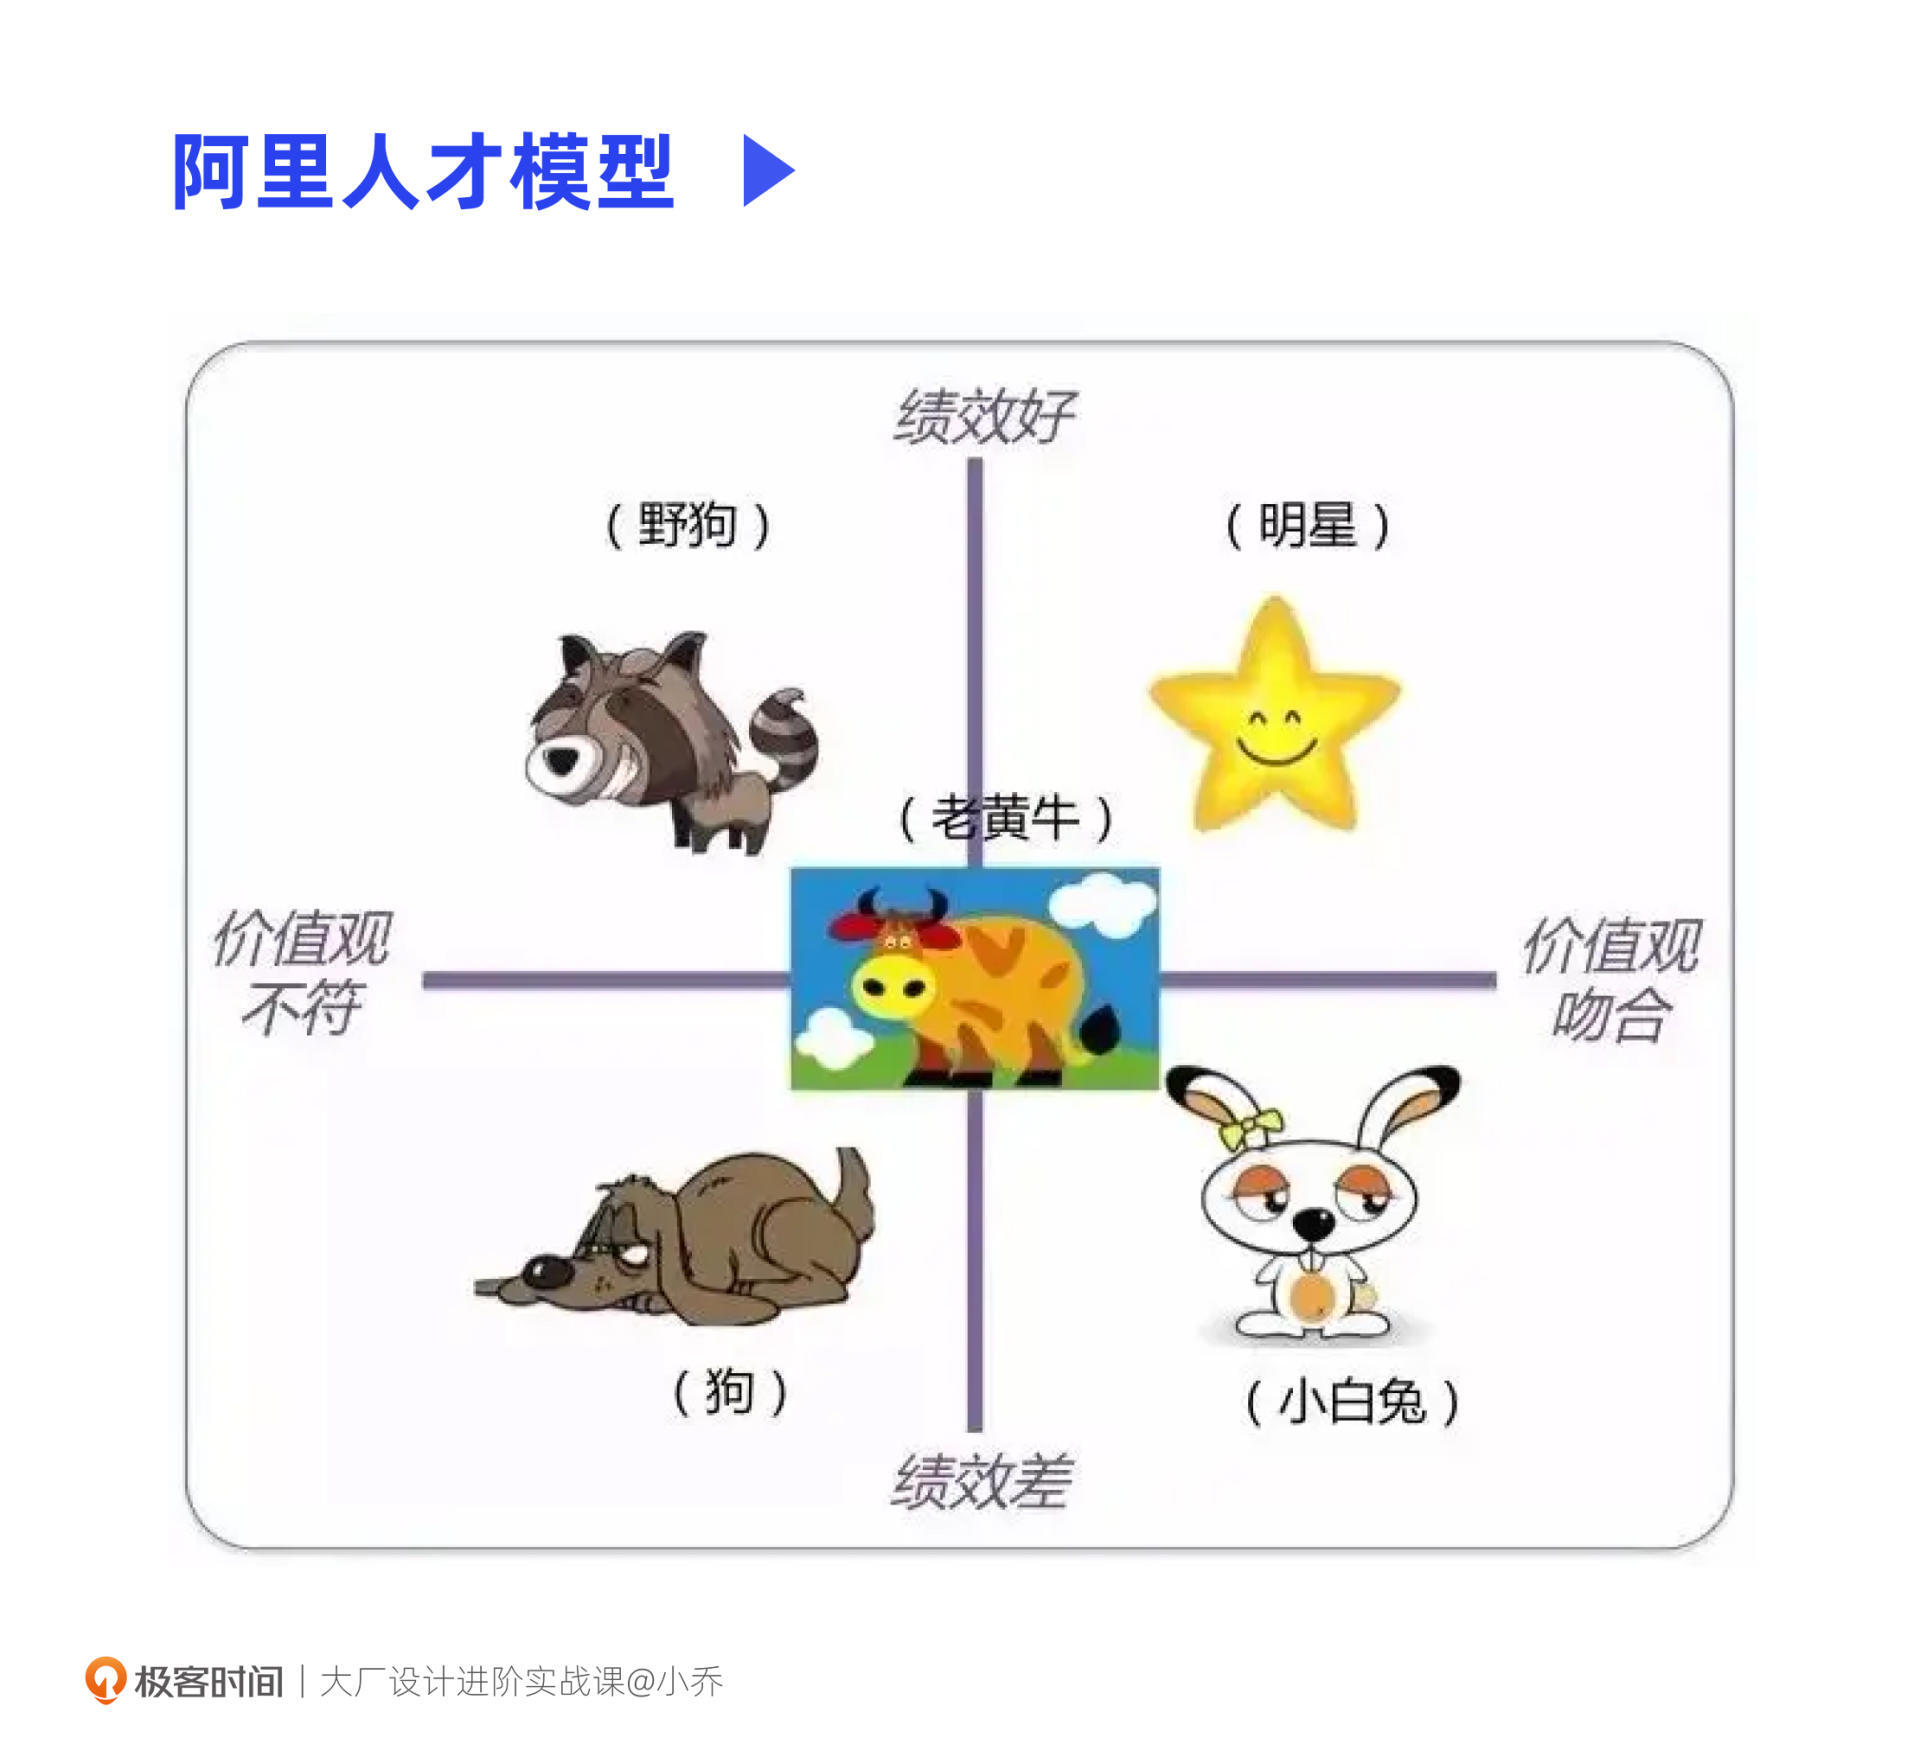 阿里人才模型
绩效好
（野狗）
（明星）
（老黄牛）
价值观
不符
价值观
吻合
（狗）
（小白兔）
绩效差
极客时间 | 大厂设计进阶实战课@小乔